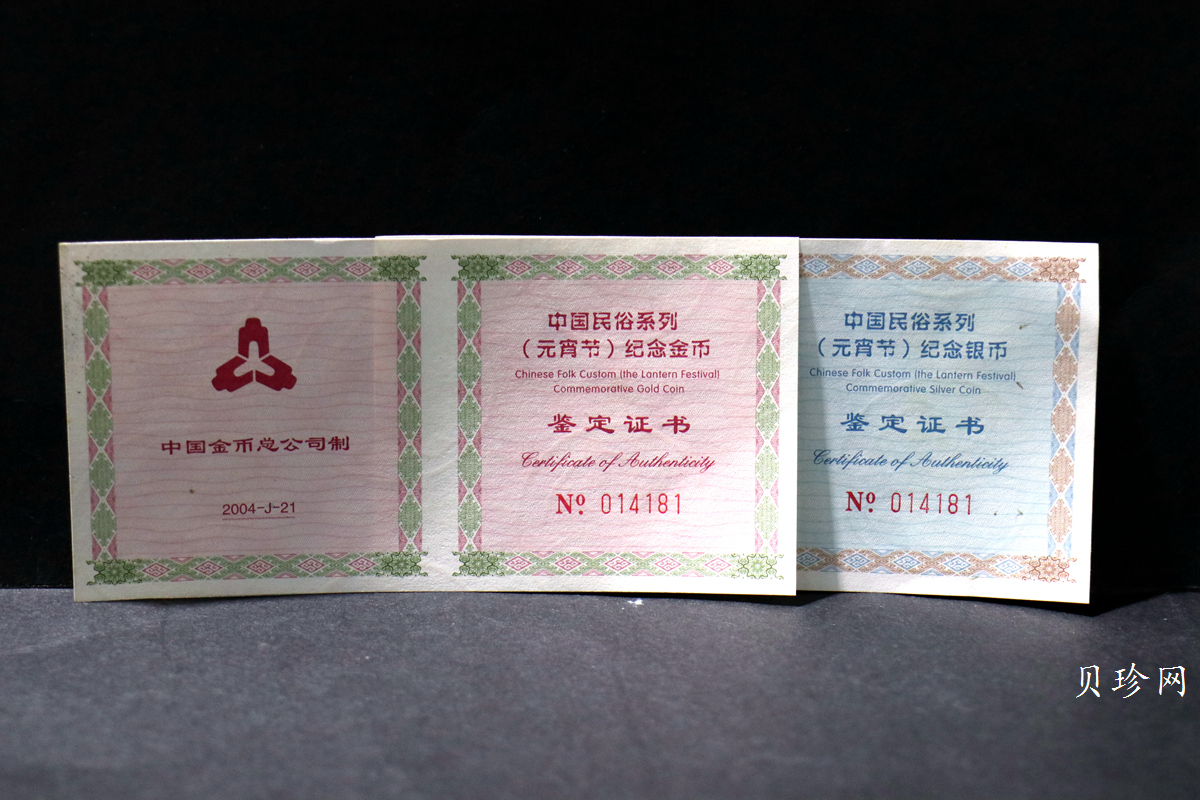 中国金币总公司制
2004-J-21
中国民俗系列
（元宵节）纪念金币
Chinese Folk Custom (the Lantern Festival)
Commemorative Gold Coin
鉴定证书
Certificate of Authenticity
Nº 014181
中国民俗系列
（元宵节）纪念银币
Chinese Folk Custom (the Lantern Festival)
Commemorative Silver Coin
鉴定证书
Certificate of Authenticity
Nº 014181
贝珍网